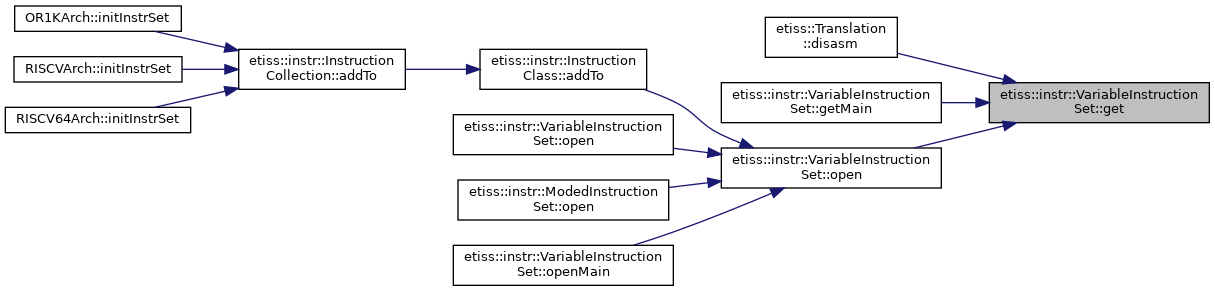 OR1KArch::initInstrSet
RISCVArch::initInstrSet
RISCV64Arch::initInstrSet
etiss::instr::Instruction
Collection::addTo
etiss::instr::Instruction
Class::addTo
etiss::instr::VariableInstruction
Set::open
etiss::instr::ModedInstruction
Set::open
etiss::instr::VariableInstruction
Set::openMain
etiss::Translation
::disasm
etiss::instr::VariableInstruction
Set::getMain
etiss::instr::VariableInstruction
Set::open
etiss::instr::VariableInstruction
Set::get